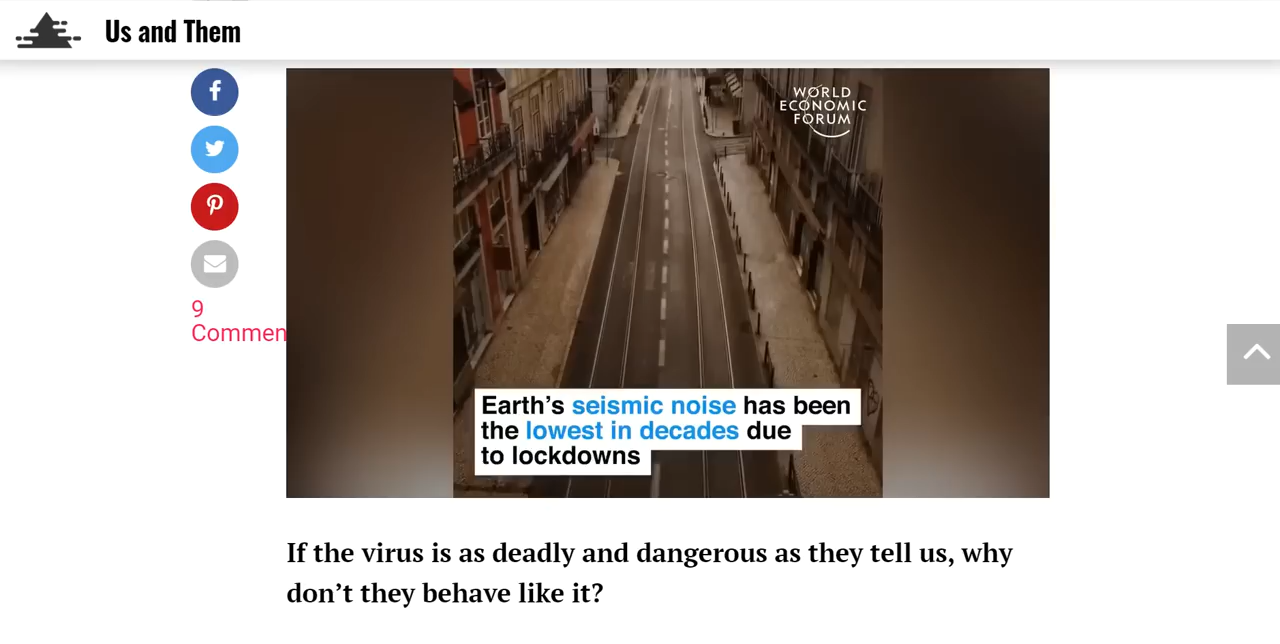 Us and Them
WORLD
ECONOMIC
FORUM
9
Commen
Earth's seismic noise has been
the lowest in decades due
to lockdowns
If the virus is as deadly and dangerous as they tell us, why
don't they behave like it?